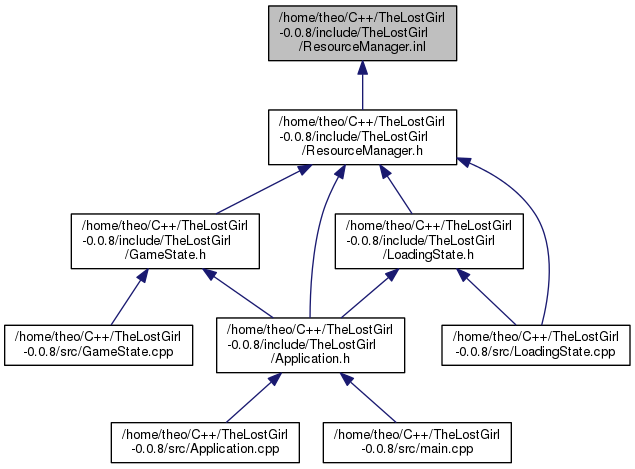 /home/theo/C++/TheLostGirl
-0.0.8/include/TheLostGirl
/ResourceManager.inl
/home/theo/C++/TheLostGirl
-0.0.8/include/TheLostGirl
/ResourceManager.h
/home/theo/C++/TheLostGirl
-0.0.8/include/TheLostGirl
/GameState.h
/home/theo/C++/TheLostGirl
-0.0.8/include/TheLostGirl
/LoadingState.h
/home/theo/C++/TheLostGirl
-0.0.8/src/GameState.cpp
/home/theo/C++/TheLostGirl
-0.0.8/include/TheLostGirl
/Application.h
/home/theo/C++/TheLostGirl
-0.0.8/src/LoadingState.cpp
/home/theo/C++/TheLostGirl
-0.0.8/src/Application.cpp
/home/theo/C++/TheLostGirl
-0.0.8/src/main.cpp